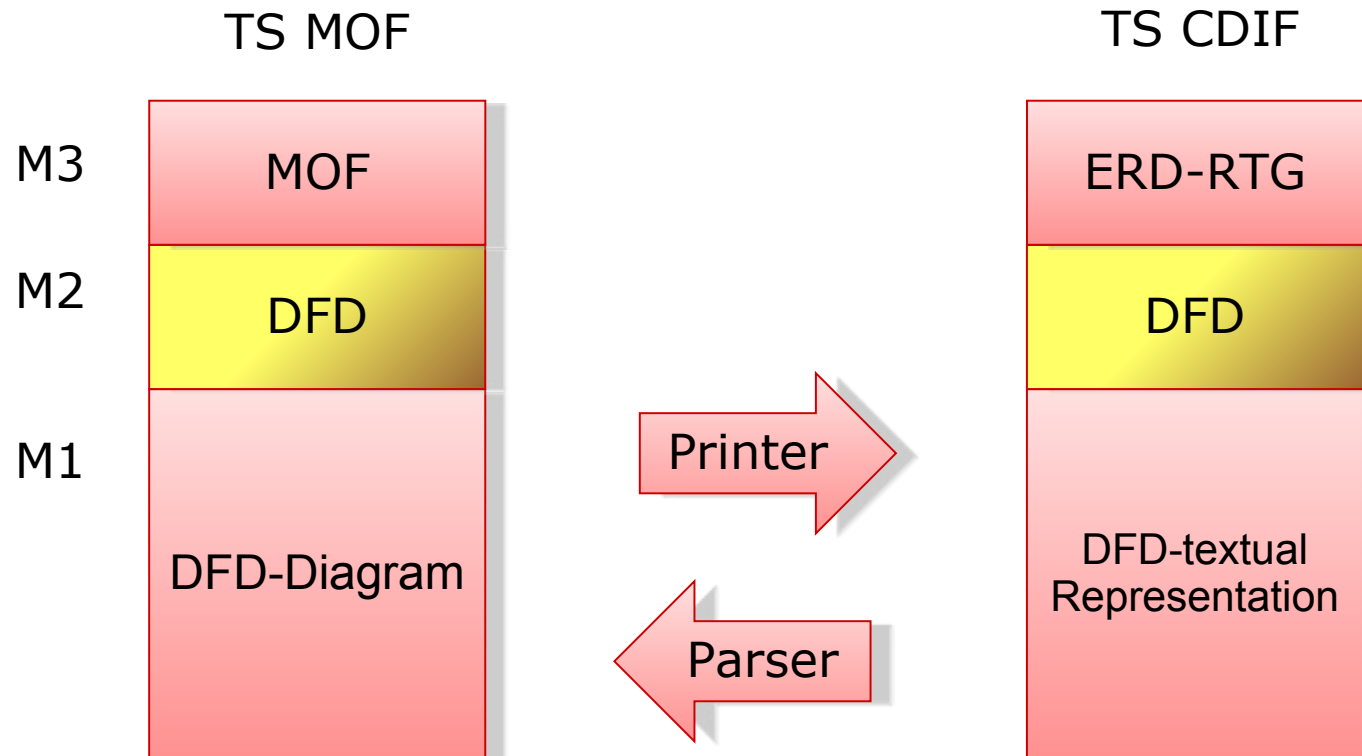 TS MOF
TS CDIF
M3
MOF
ERD-RTG
M2
DFD
DFD
M1
Printer
DFD-Diagram
DFD-textual
Representation
Parser